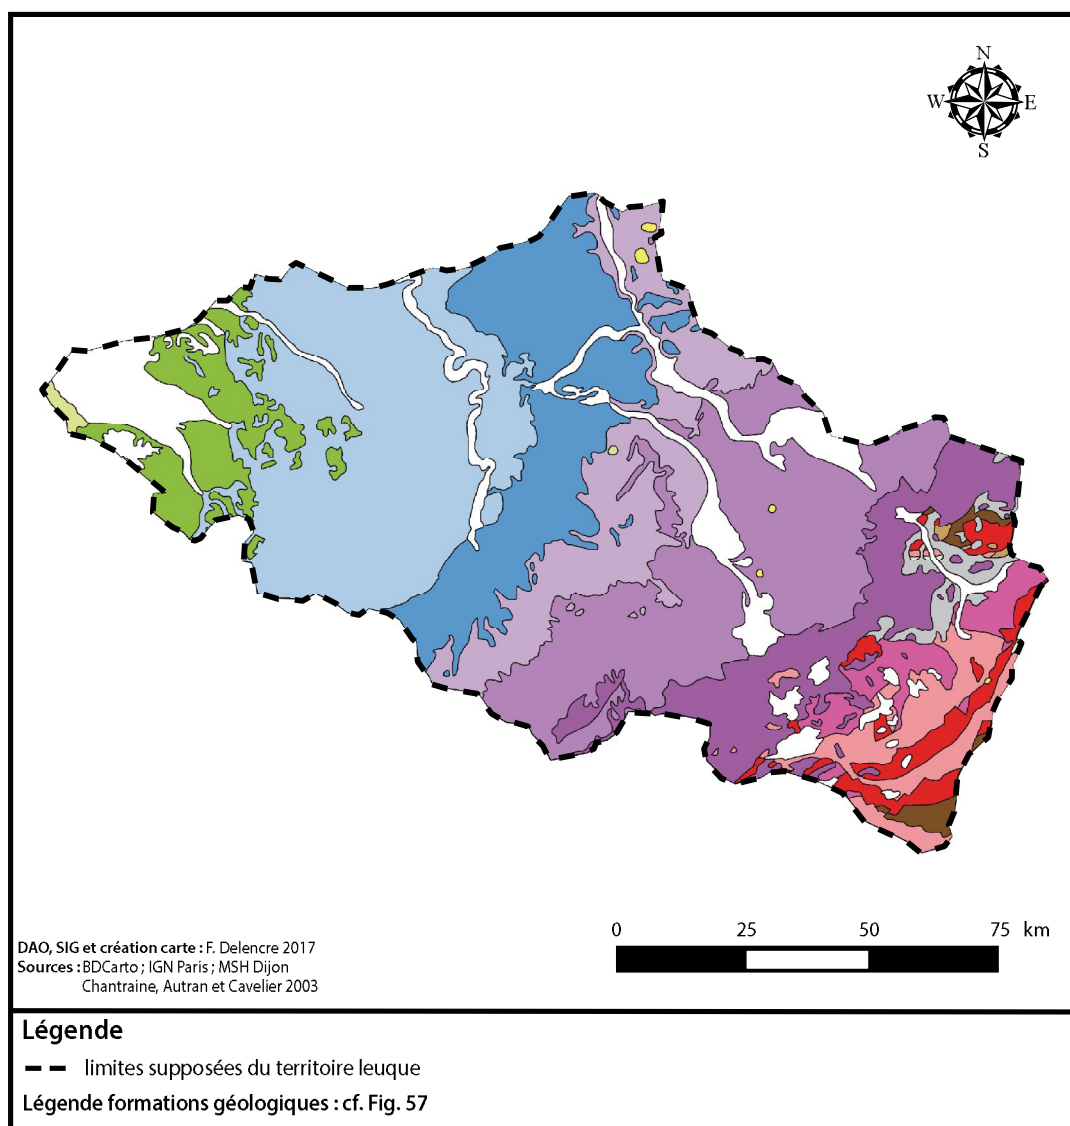 N
W E
S
0 25 50 75 km
DAO, SIG et création carte : F. Delencre 2017
Sources : BDCarto ; IGN Paris ; MSH Dijon
Chantraine, Autran et Cavelier 2003
Légende
limites supposées du territoire leuque
Légende formations géologiques : cf. Fig. 57